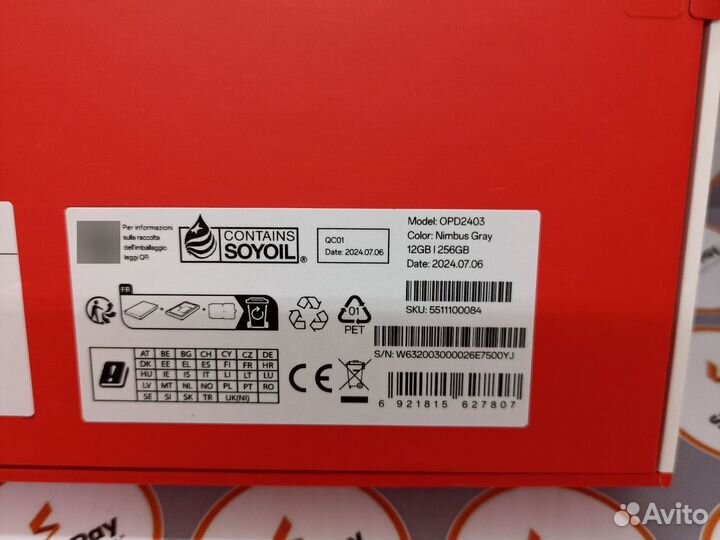 Per informazioni
sulla raccolta
dell'imballaggio
leggi QR
CONTAINS
SOYOIL®
QC01
Date: 2024.07.06
Model: OPD2403
Color: Nimbus Gray
12GB | 256GB
Date: 2024.07.06
SKU: 5511100084
FR
+
+
01
PET
S/N: W632003000026E7500YJ
AT BE BG CH CY CZ DE
DK EE EL ES FI FR HR
HU IE IS IT LI LT LU
LV MT NL NO PL PT RO
SE SI SK TR UK(NI)
CE
6 921815 627807
Avito